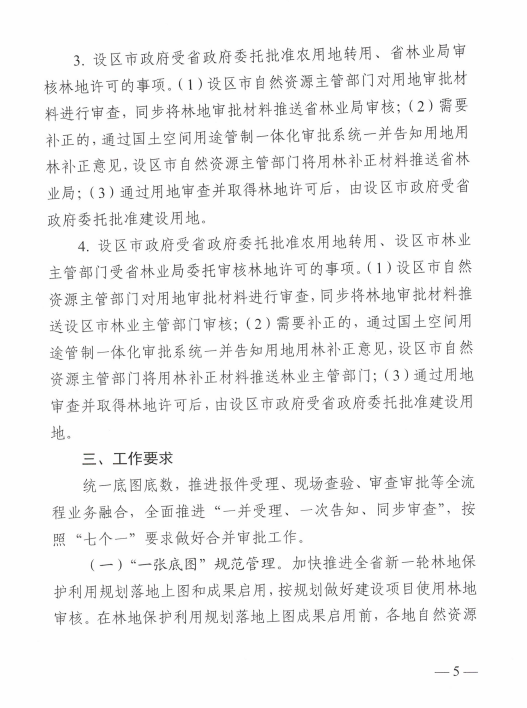 3. 设区市政府受省政府委托批准农用地转用、省林业局审
核林地许可的事项。（1）设区市自然资源主管部门对用地审批材
料进行审查，同步将林地审批材料推送省林业局审核；（2）需要
补正的，通过国土空间用途管制一体化审批系统一并告知用地用
林补正意见，设区市自然资源主管部门将用林补正材料推送省林
业局；（3）通过用地审查并取得林地许可后，由设区市政府受省
政府委托批准建设用地。
4. 设区市政府受省政府委托批准农用地转用、设区市林业
主管部门受省林业局委托审核林地许可的事项。（1）设区市自然
资源主管部门对用地审批材料进行审查，同步将林地审批材料推
送设区市林业主管部门审核；（2）需要补正的，通过国土空间用
途管制一体化审批系统一并告知用地用林补正意见，设区市自然
资源主管部门将用林补正材料推送林业主管部门；（3）通过用地
审查并取得林地许可后，由设区市政府受省政府委托批准建设用
地。
三、工作要求
统一底图底数，推进报件受理、现场查验、审查审批等全流
程业务融合，全面推进“一并受理、一次告知、同步审查”，按
照“七个一”要求做好合并审批工作。
（一）“一张底图”规范管理。加快推进全省新一轮林地保
护利用规划落地上图和成果启用，按规划做好建设项目使用林地
审核。在林地保护利用规划落地上图成果启用前，各地自然资源
— 5 —